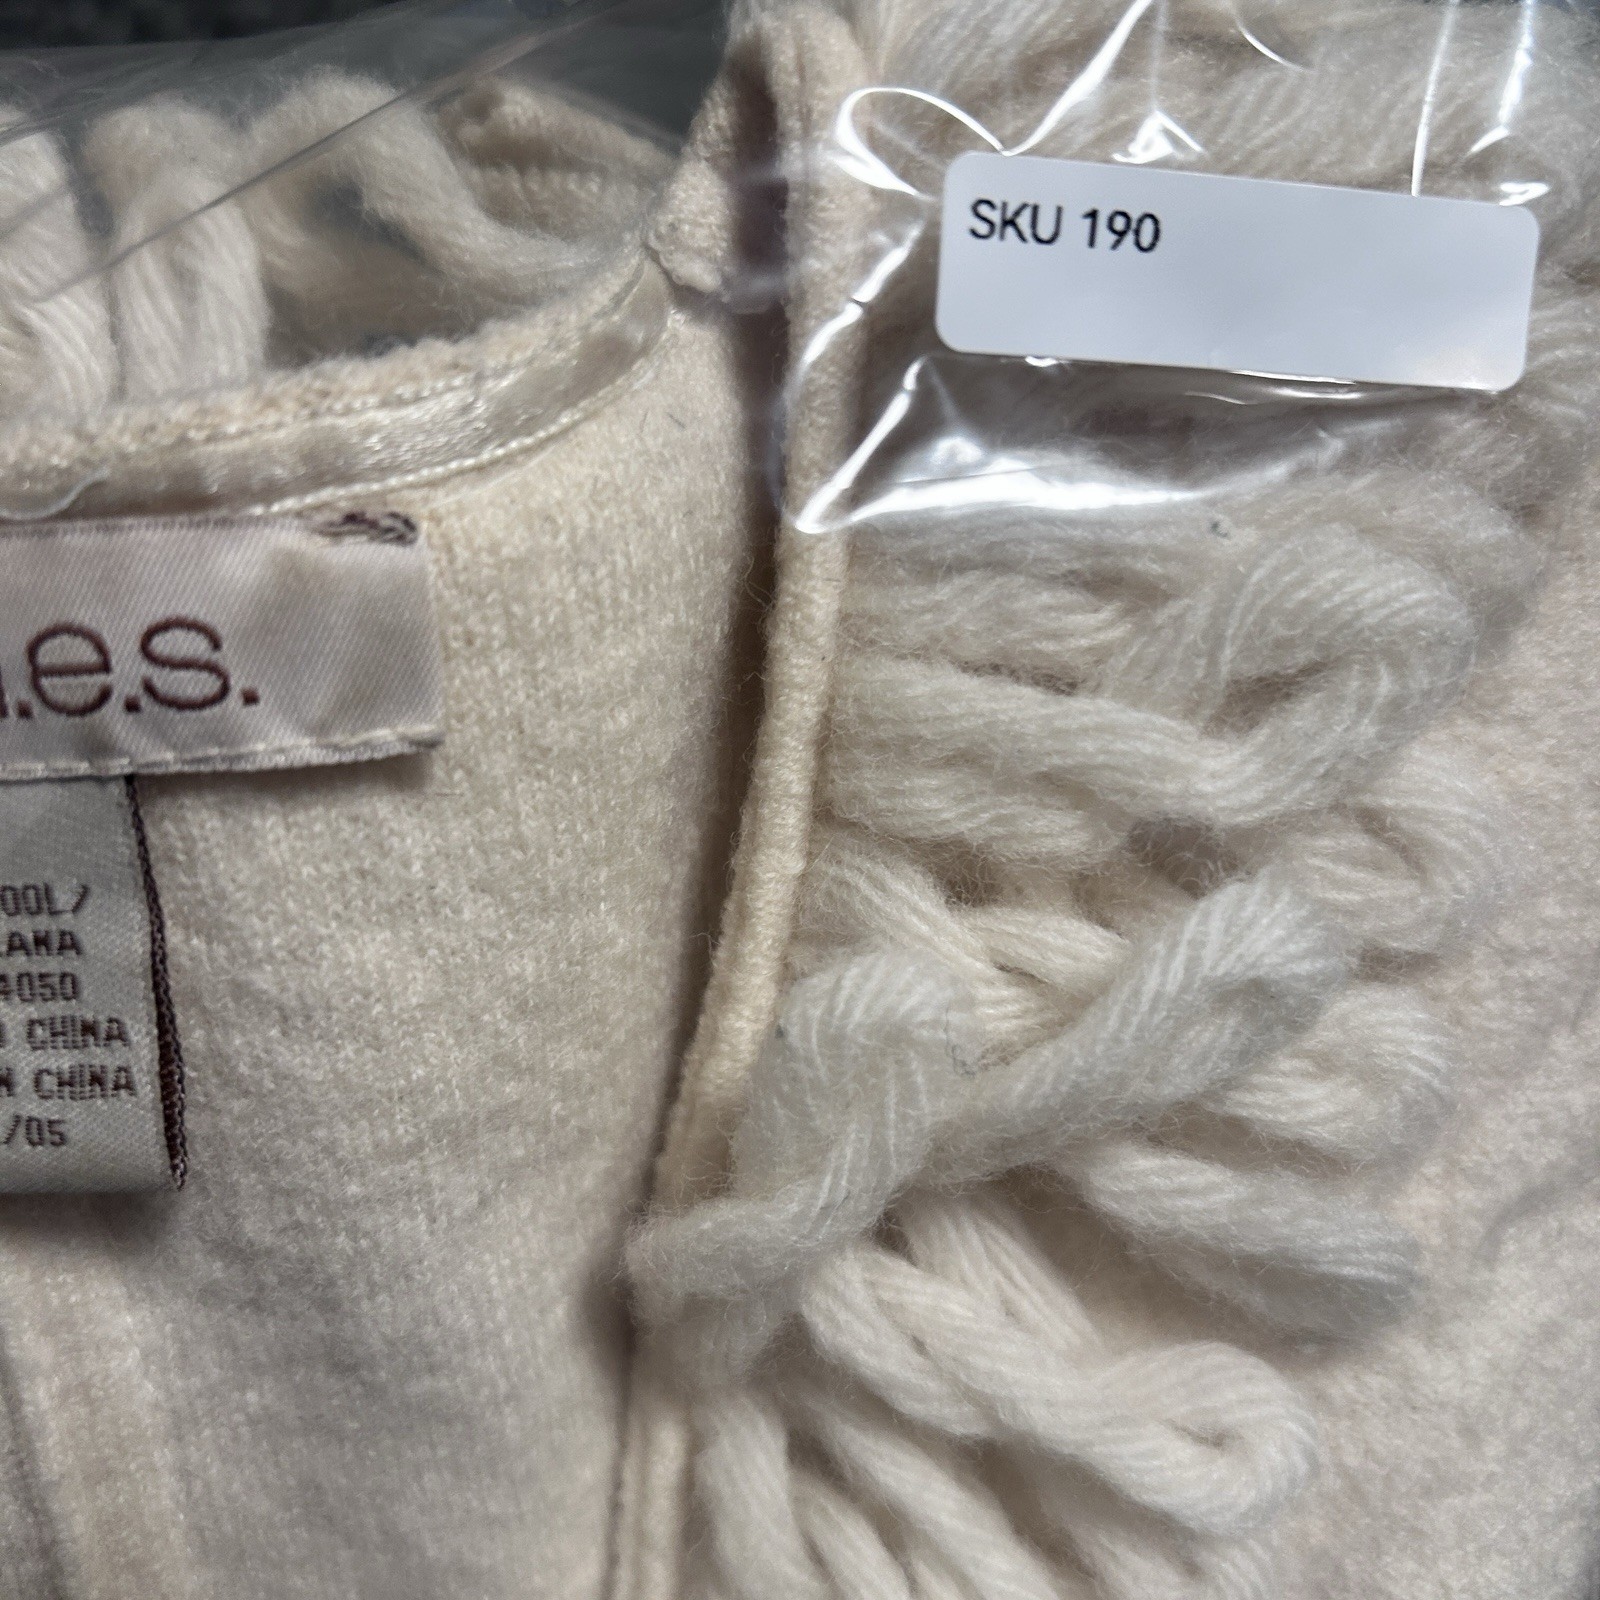 SKU 190
.e.s.
OOL/
LANA
4050
CHINA
N CHINA
/05